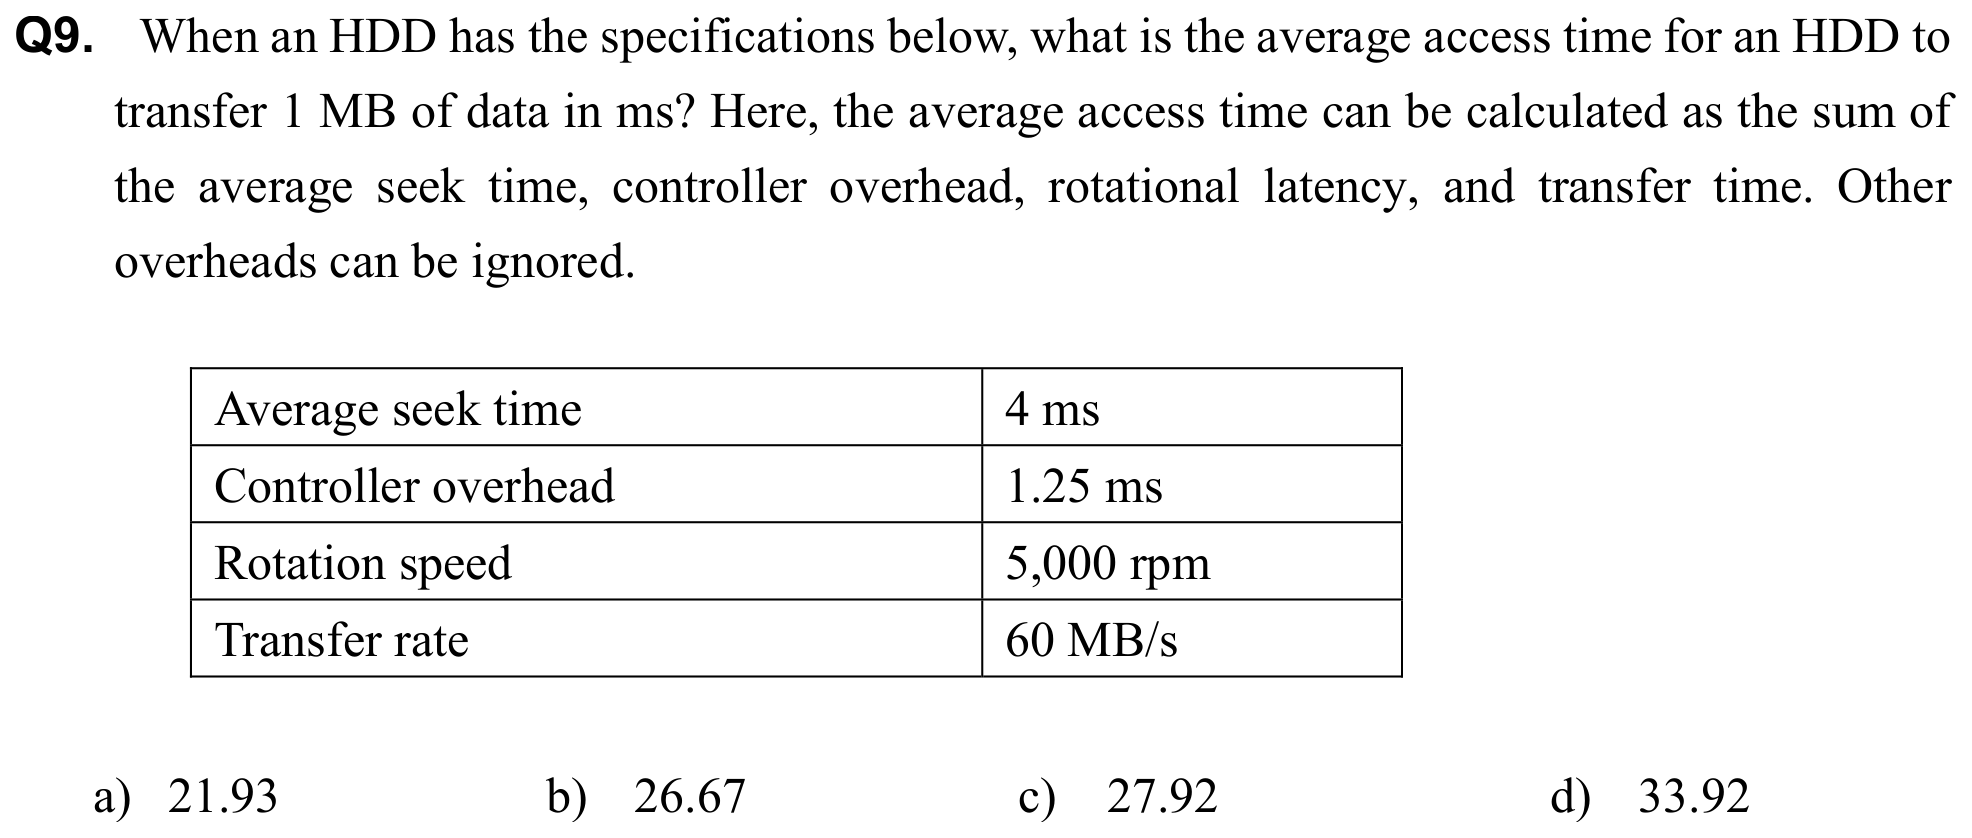 Q9. When an HDD has the specifications below, what is the average access time for an HDD to
transfer 1 MB of data in ms? Here, the average access time can be calculated as the sum of
the average seek time, controller overhead, rotational latency, and transfer time. Other
overheads can be ignored.
Average seek time 4 ms
Controller overhead 1.25 ms
Rotation speed 5,000 rpm
Transfer rate 60 MB/s
a) 21.93 b) 26.67 c) 27.92 d) 33.92